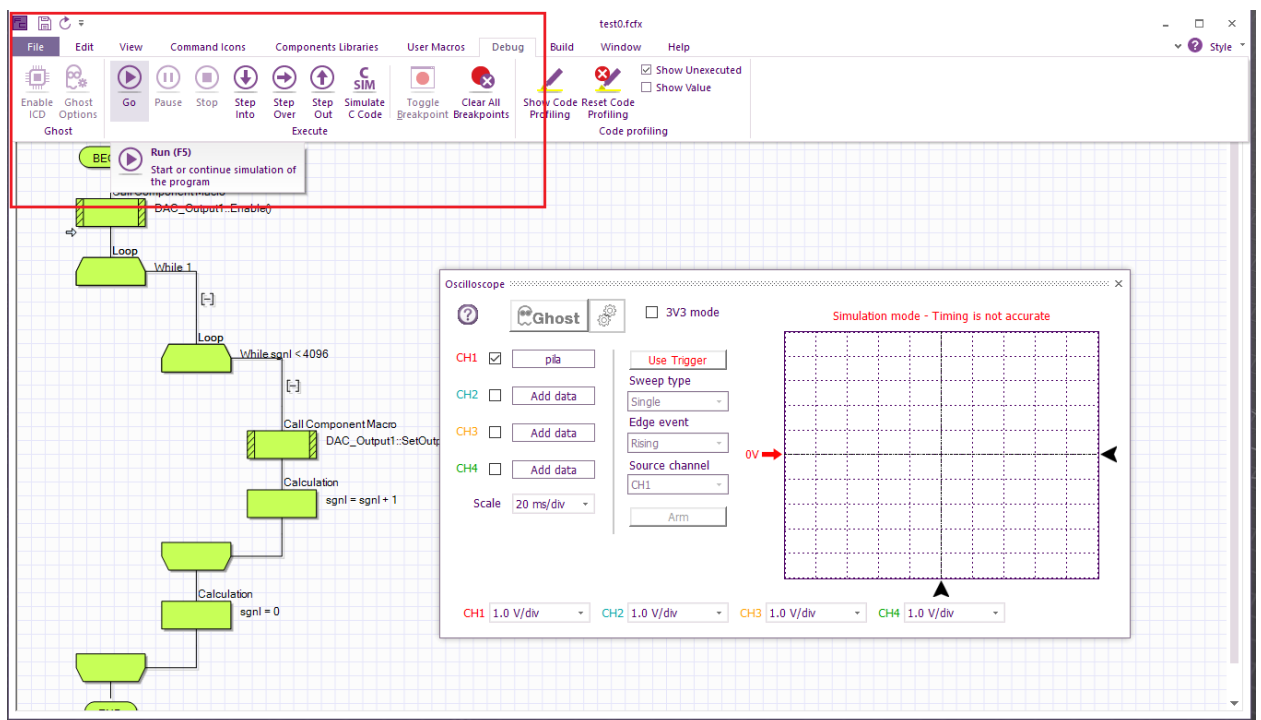 test0.fcfx
File Edit View Command Icons Components Libraries User Macros Debug Build Window Help Style
Enable ICD
Ghost Options
Go
Pause
Stop
Step Into
Step Over
Step Out
C SIM
Simulate C Code
Toggle Breakpoint
Clear All Breakpoints
Show Code Profiling
Reset Code Profiling
Show Unexecuted
Show Value
Ghost
Execute
Code profiling
Run (F5)
Start or continue simulation of
the program
Call Component Macro
DAC_Output1::Enable()
Loop
While 1
[-]
Loop
While sgnl < 4096
[-]
Call Component Macro
DAC_Output1::SetOutp
Calculation
sgnl = sgnl + 1
Calculation
sgnl = 0
Oscilloscope
Ghost
3V3 mode
CH1 pila
CH2 Add data
CH3 Add data
CH4 Add data
Scale 20 ms/div
Use Trigger
Sweep type
Single
Edge event
Rising
Source channel
CH1
Arm
Simulation mode - Timing is not accurate
0V
CH1 1.0 V/div CH2 1.0 V/div CH3 1.0 V/div CH4 1.0 V/div